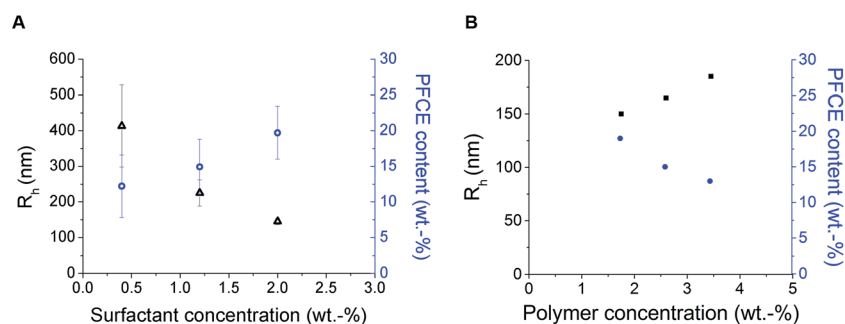 A
600
500
400
300
200
100
0
R_h (nm)
0.0 0.5 1.0 1.5 2.0 2.5 3.0
Surfactant concentration (wt.-%)
30
25
20
15
10
5
0
PFCE content (wt.-%)
B
200
150
100
50
0
R_h (nm)
0 1 2 3 4 5
Polymer concentration (wt.-%)
30
25
20
15
10
5
0
PFCE content (wt.-%)